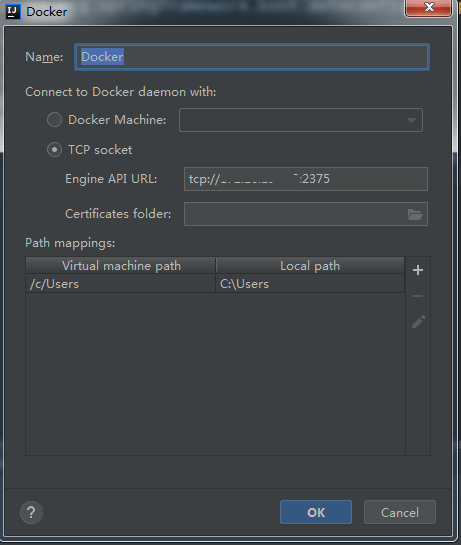 Docker
Name: Docker
Connect to Docker daemon with:
Docker Machine:
TCP socket
Engine API URL: tcp:// :2375
Certificates folder:
Path mappings:
Virtual machine path Local path
/c/Users C:\Users
? OK Cancel